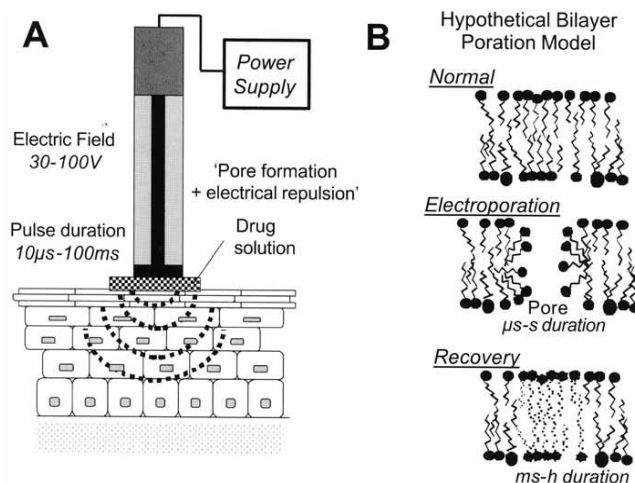 A
Power
Supply
Electric Field
30-100V
'Pore formation
+ electrical repulsion'
Pulse duration
10µs-100ms
Drug
solution
B
Hypothetical Bilayer
Poration Model
Normal
Electroporation
Pore
µs-s duration
Recovery
ms-h duration